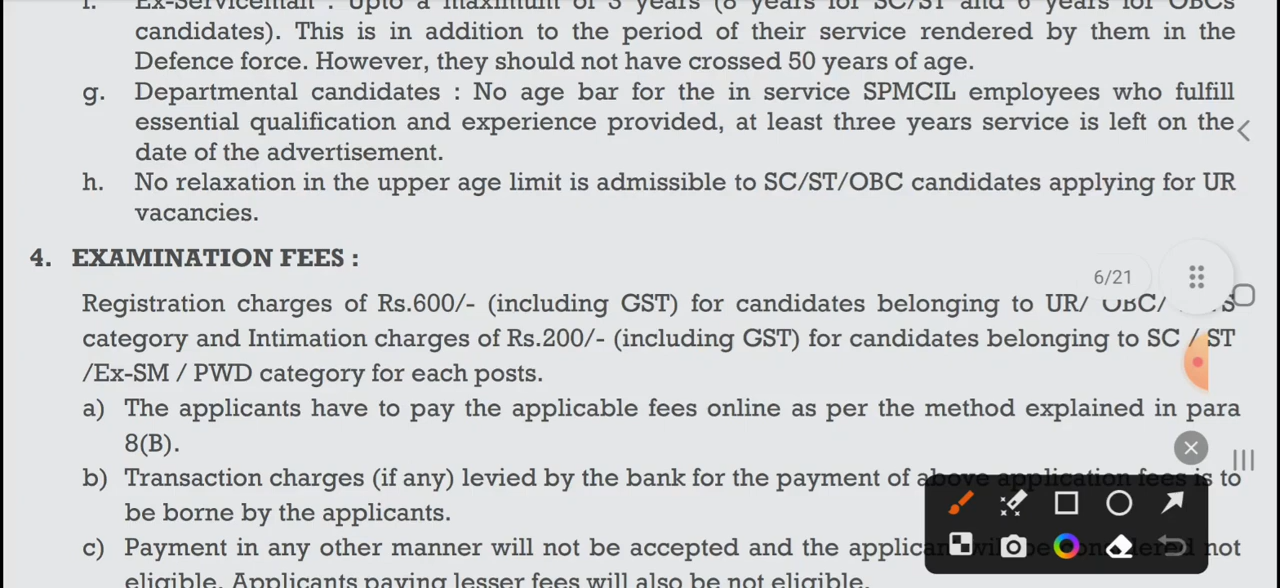 f. Ex-Serviceman : Upto a maximum of 3 years (8 years for SC/ST and 6 years for OBCs
candidates). This is in addition to the period of their service rendered by them in the
Defence force. However, they should not have crossed 50 years of age.
g. Departmental candidates : No age bar for the in service SPMCIL employees who fulfill
essential qualification and experience provided, at least three years service is left on the
date of the advertisement.
h. No relaxation in the upper age limit is admissible to SC/ST/OBC candidates applying for UR
vacancies.
4. EXAMINATION FEES :
6/21
Registration charges of Rs.600/- (including GST) for candidates belonging to UR/ OBC/
category and Intimation charges of Rs.200/- (including GST) for candidates belonging to SC / ST
/Ex-SM / PWD category for each posts.
a) The applicants have to pay the applicable fees online as per the method explained in para
8(B).
b) Transaction charges (if any) levied by the bank for the payment of above application fees is to
be borne by the applicants.
c) Payment in any other manner will not be accepted and the applicant will be considered not
eligible. Applicants paying lesser fees will also be not eligible.